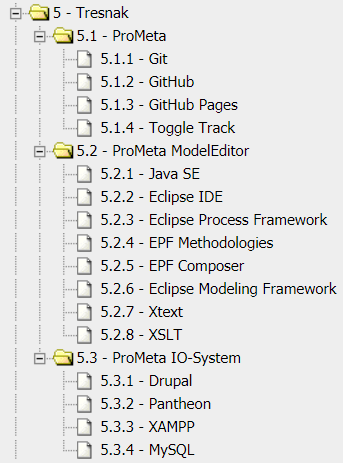 5 - Tresnak
5.1 - ProMeta
5.1.1 - Git
5.1.2 - GitHub
5.1.3 - GitHub Pages
5.1.4 - Toggle Track
5.2 - ProMeta ModelEditor
5.2.1 - Java SE
5.2.2 - Eclipse IDE
5.2.3 - Eclipse Process Framework
5.2.4 - EPF Methodologies
5.2.5 - EPF Composer
5.2.6 - Eclipse Modeling Framework
5.2.7 - Xtext
5.2.8 - XSLT
5.3 - ProMeta IO-System
5.3.1 - Drupal
5.3.2 - Pantheon
5.3.3 - XAMPP
5.3.4 - MySQL